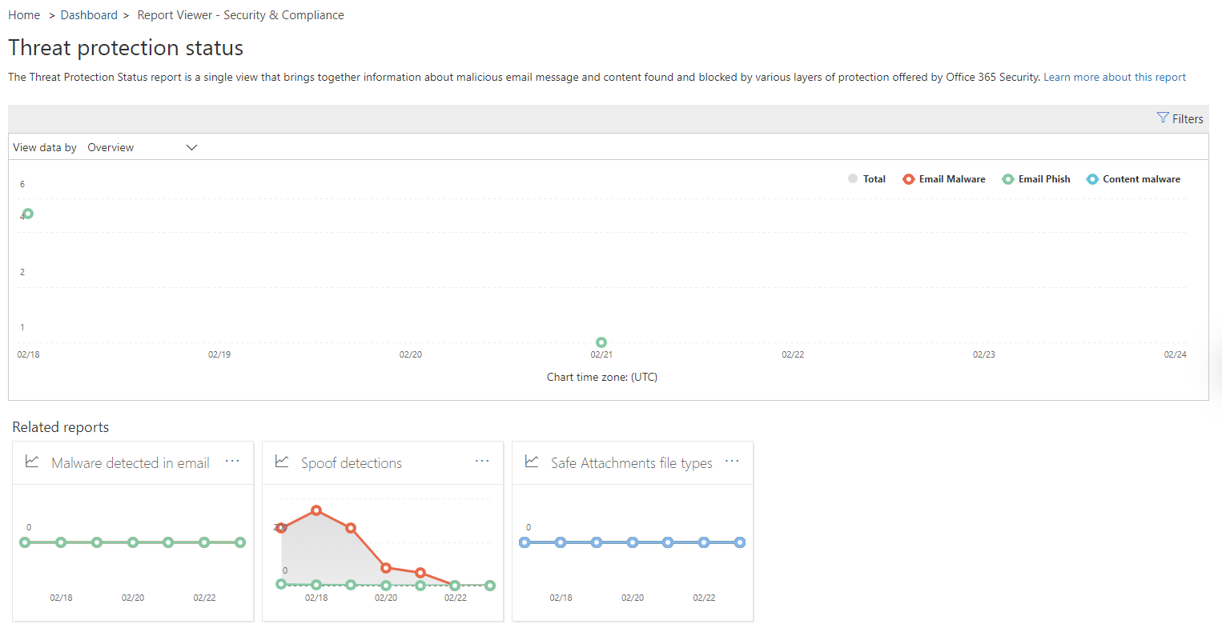 Home > Dashboard > Report Viewer - Security & Compliance
Threat protection status
The Threat Protection Status report is a single view that brings together information about malicious email message and content found and blocked by various layers of protection offered by Office 365 Security. Learn more about this report
Filters
View data by Overview
Total Email Malware Email Phish Content malware
6
4
2
1
02/18 02/19 02/20 02/21 02/22 02/23 02/24
Chart time zone: (UTC)
Related reports
Malware detected in email ... Spoof detections ... Safe Attachments file types ...
0 0 0
02/18 02/20 02/22 02/18 02/20 02/22 02/18 02/20 02/22